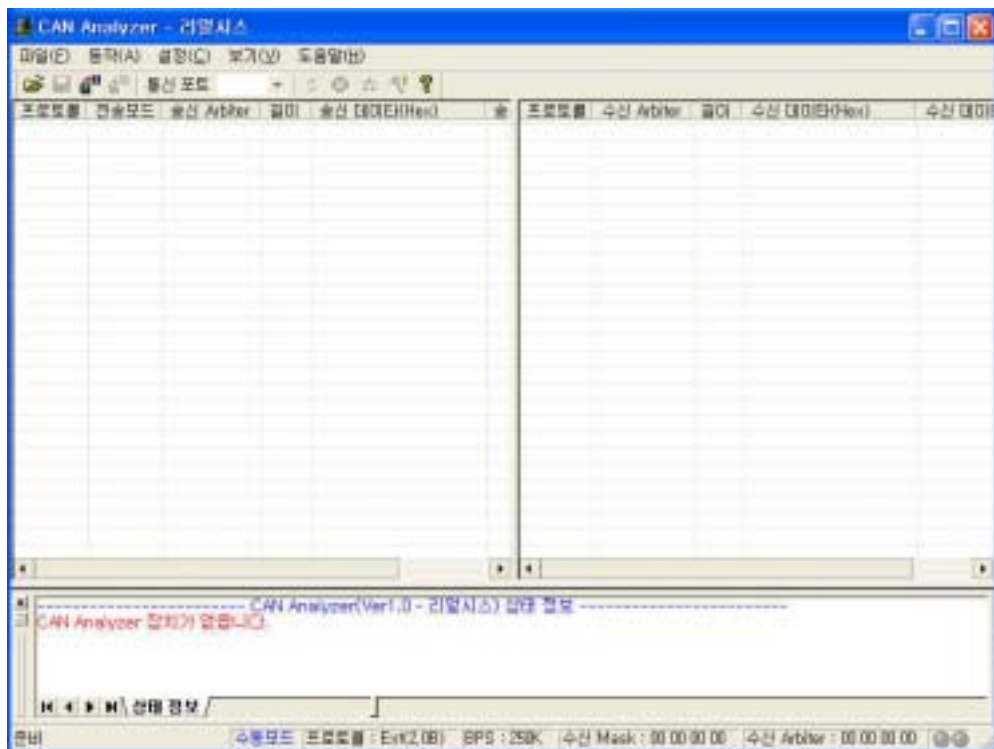 CAN Analyzer - 리얼시스
파일(F) 동작(A) 설정(C) 보기(V) 도움말(H)
통신 포트
프로토콜 전송모드 송신 Arbiter 길이 송신 데이타(Hex) 송
프로토콜 수신 Arbiter 길이 수신 데이타(Hex) 수신 데이
------------------------- CAN Analyzer(Ver1.0 - 리얼시스) 상태 정보 -------------------------
CAN Analyzer 장치가 없습니다.
상태 정보
준비 수동모드 프로토콜 : Ext(2.0B) BPS : 250K 수신 Mask : 00 00 00 00 수신 Arbiter : 00 00 00 00